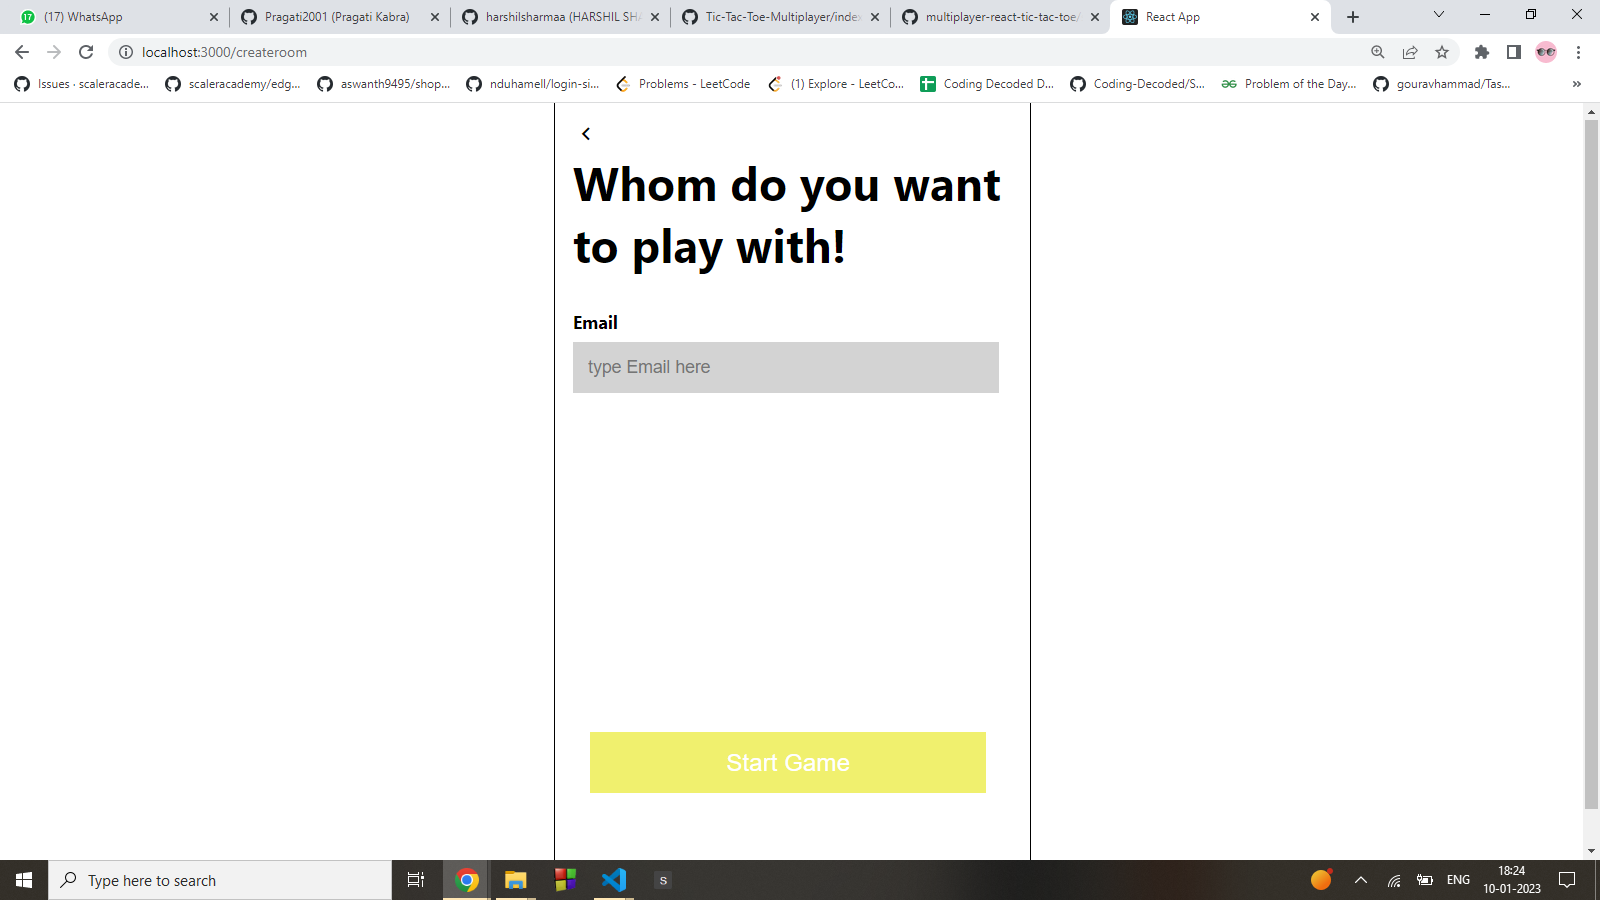 17
(17) WhatsApp
Pragati2001 (Pragati Kabra)
harshilsharmaa (HARSHIL SHA
Tic-Tac-Toe-Multiplayer/index
multiplayer-react-tic-tac-toe/
React App
localhost:3000/createroom
Issues · scaleracade...
scaleracademy/edg...
aswanth9495/shop...
nduhamell/login-si...
Problems - LeetCode
(1) Explore - LeetCo...
Coding Decoded D...
Coding-Decoded/S...
Problem of the Day...
gouravhammad/Tas...
»
Whom do you want
to play with!
Email
type Email here
Start Game
Type here to search
S
ENG
18:24
10-01-2023